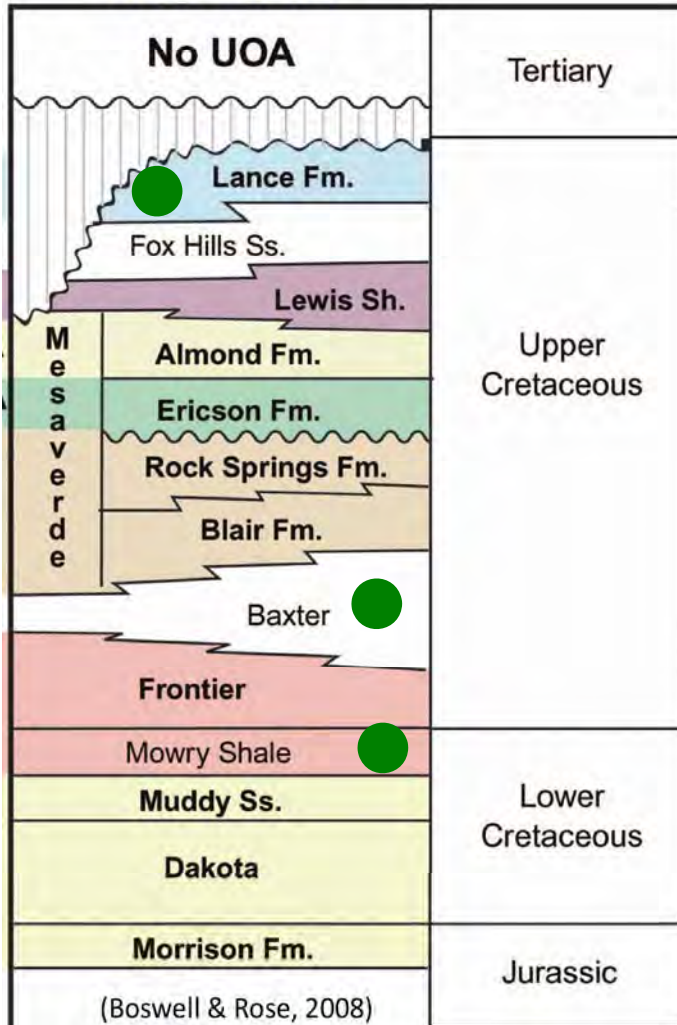 No UOA
Tertiary
Lance Fm.
Fox Hills Ss.
Lewis Sh.
Mesaverde
Almond Fm.
Upper
Cretaceous
Ericson Fm.
Rock Springs Fm.
Blair Fm.
Baxter
Frontier
Mowry Shale
Muddy Ss.
Lower
Cretaceous
Dakota
Morrison Fm.
Jurassic
(Boswell & Rose, 2008)